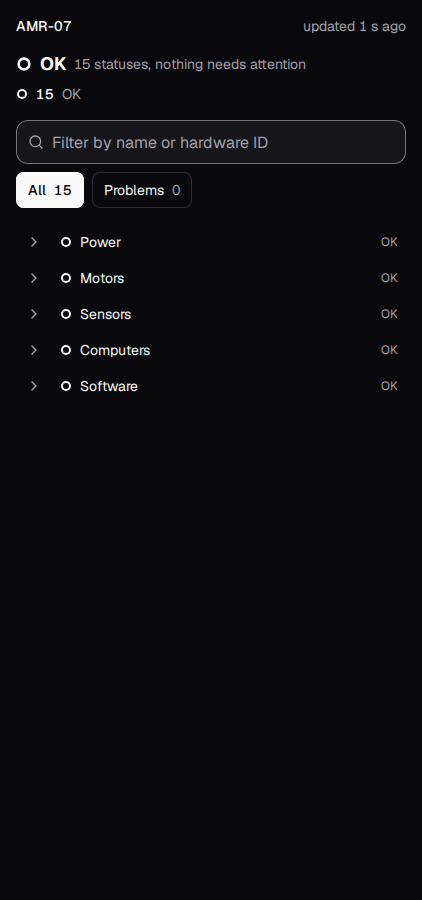 AMR-07 updated 1 s ago
OK 15 statuses, nothing needs attention
15 OK
Filter by name or hardware ID
All 15 Problems 0
Power OK
Motors OK
Sensors OK
Computers OK
Software OK